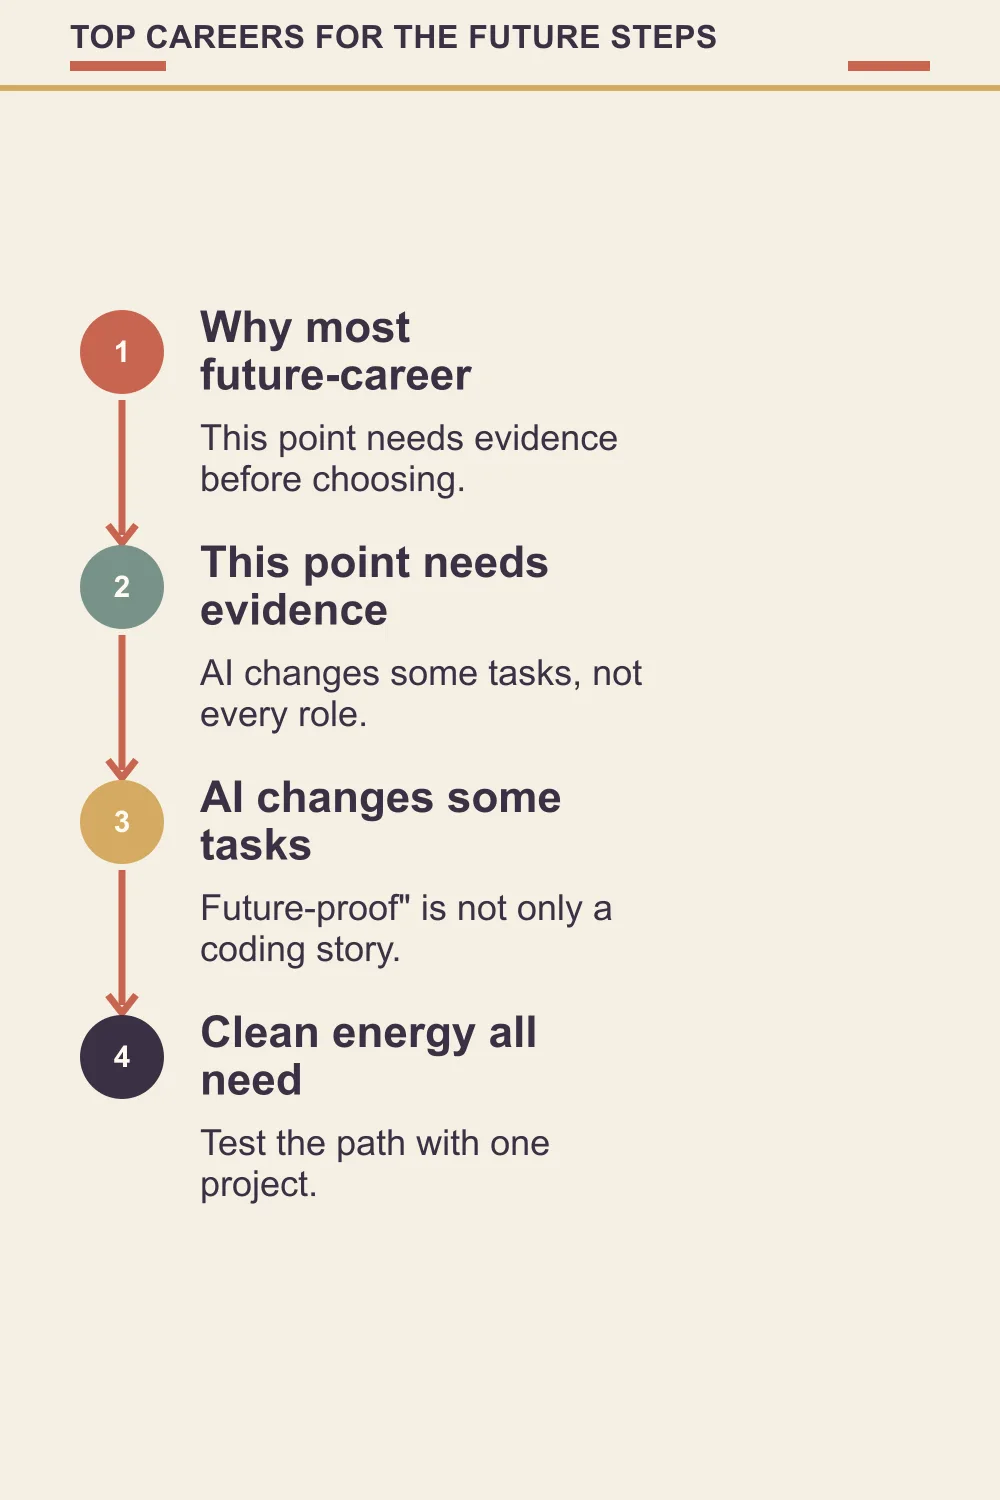 TOP CAREERS FOR THE FUTURE STEPS
1
Why most
future-career
This point needs evidence
before choosing.
2
This point needs
evidence
AI changes some tasks, not
every role.
3
AI changes some
tasks
Future-proof" is not only a
coding story.
4
Clean energy all
need
Test the path with one
project.